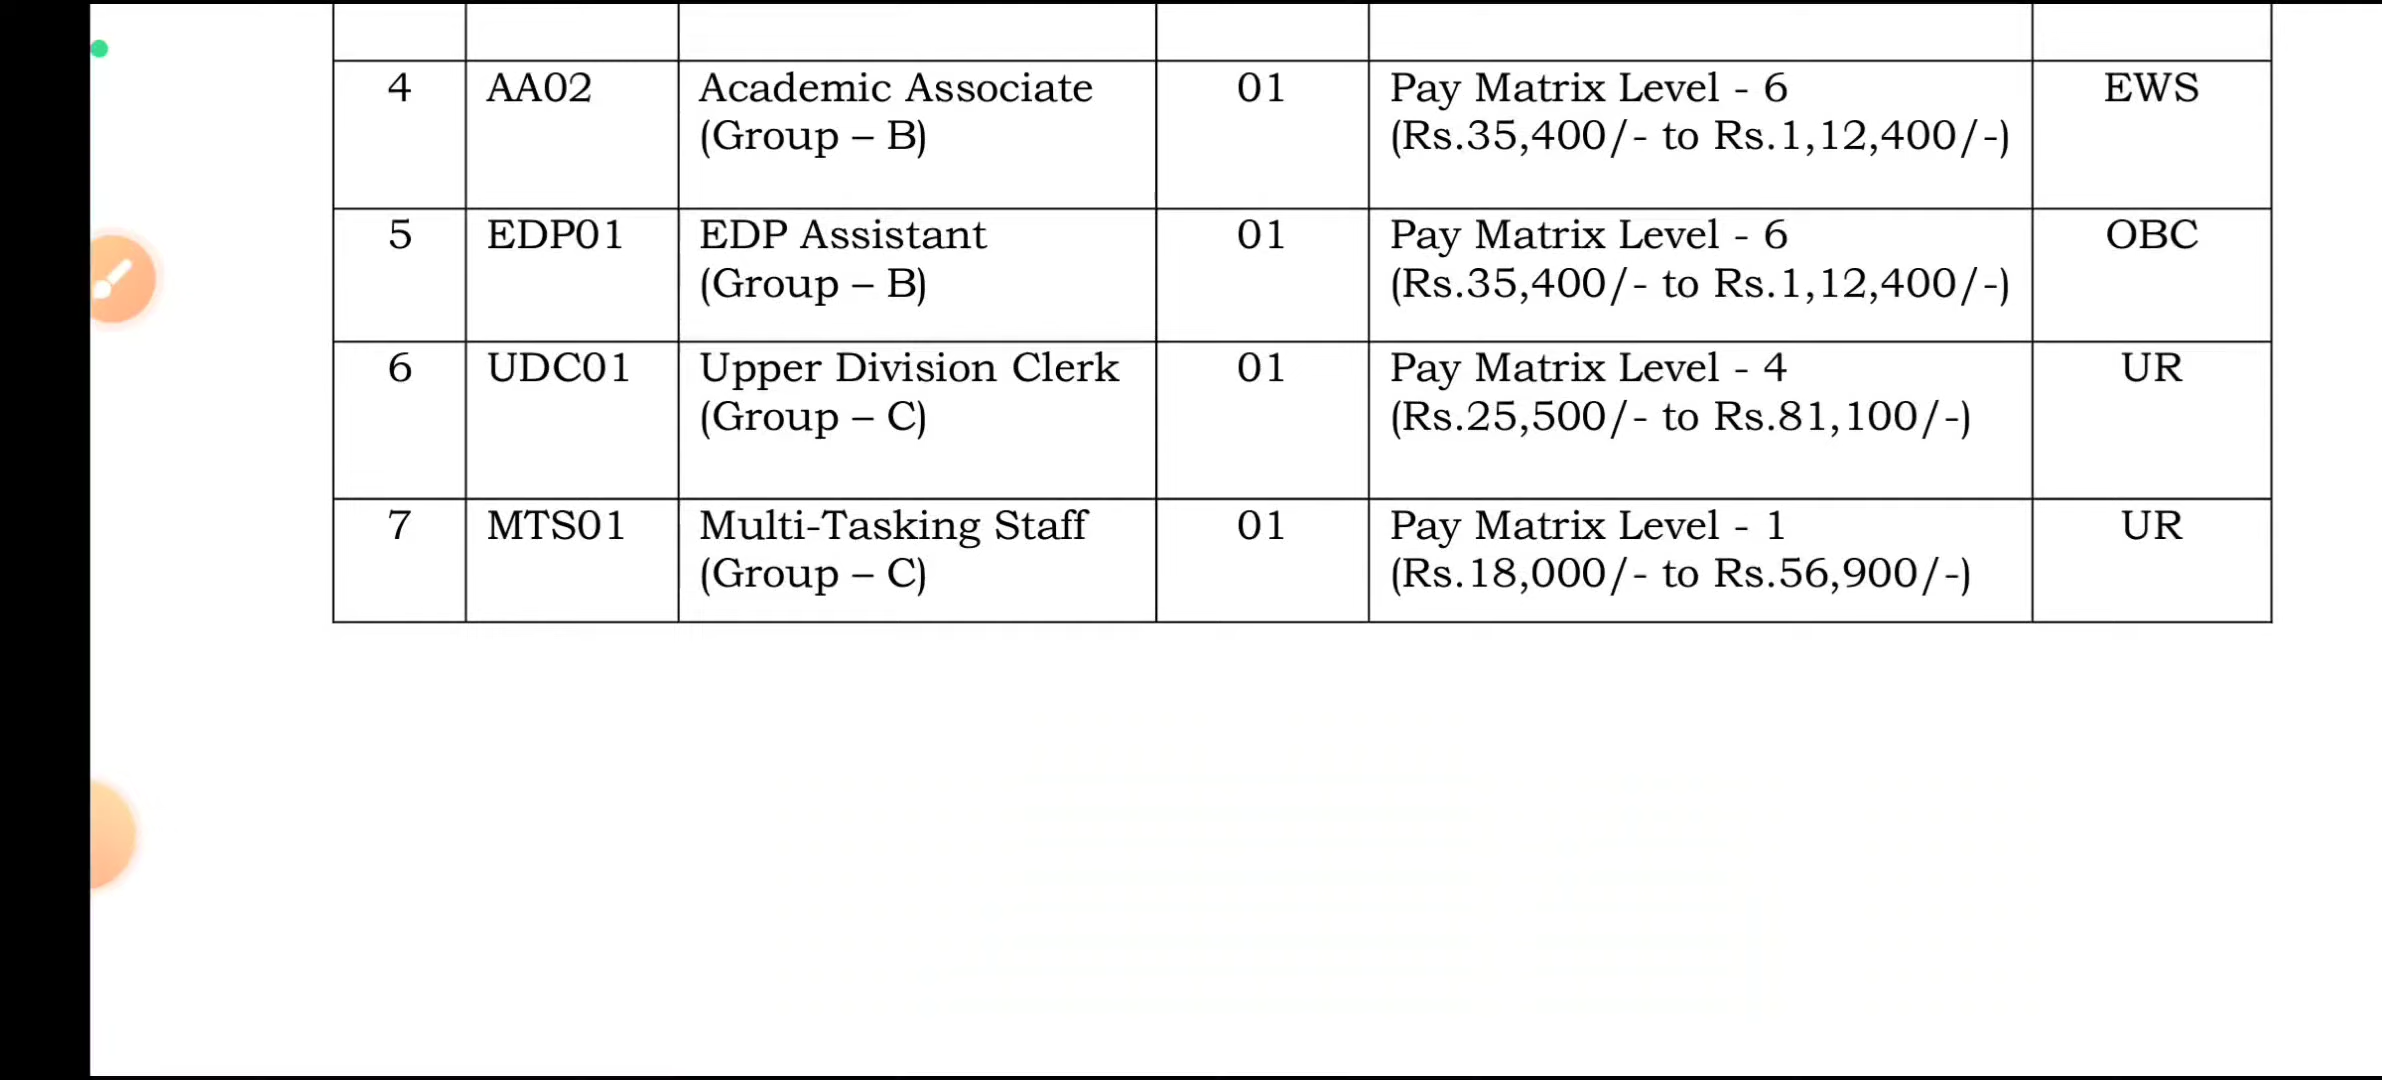 4 AA02 Academic Associate 01 Pay Matrix Level - 6 EWS
(Group – B) (Rs.35,400/- to Rs.1,12,400/-)
5 EDP01 EDP Assistant 01 Pay Matrix Level - 6 OBC
(Group – B) (Rs.35,400/- to Rs.1,12,400/-)
6 UDC01 Upper Division Clerk 01 Pay Matrix Level - 4 UR
(Group – C) (Rs.25,500/- to Rs.81,100/-)
7 MTS01 Multi-Tasking Staff 01 Pay Matrix Level - 1 UR
(Group – C) (Rs.18,000/- to Rs.56,900/-)